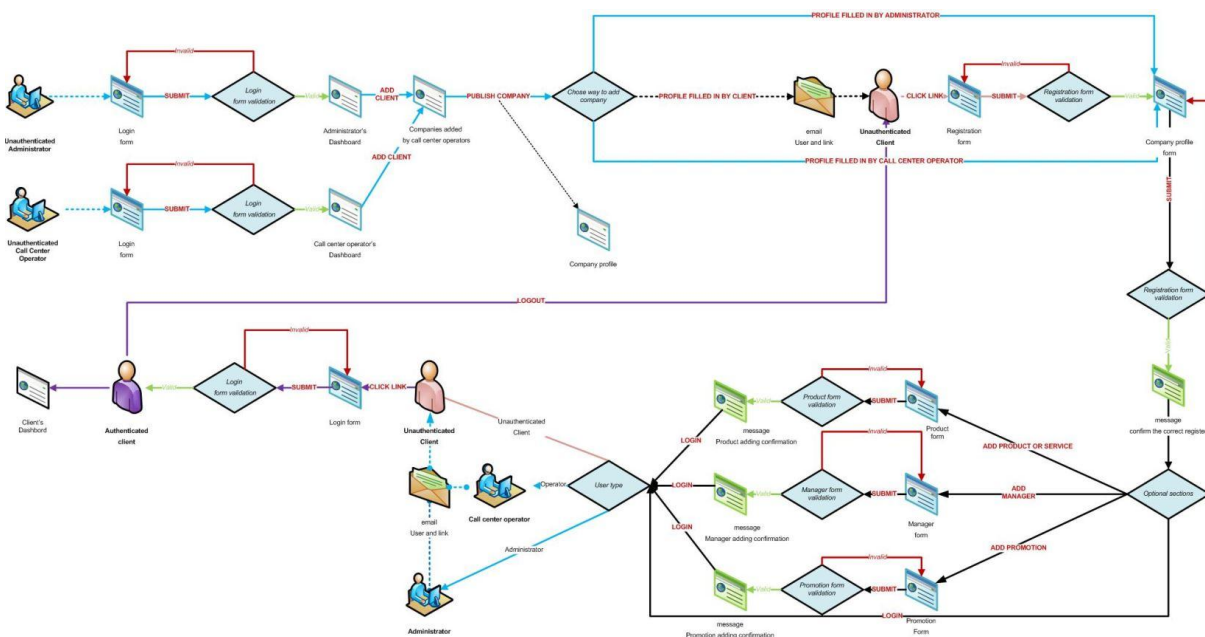 PROFILE FILLED IN BY ADMINISTRATOR
Invalid
Invalid
SUBMIT
Login
form validation
Valid
ADD
CLIENT
PUBLISH COMPANY
Chose way to add
company
PROFILE FILLED IN BY CLIENT
CLICK LINK
SUBMIT
Registration form
validation
Valid
Unauthenticated
Administrator
Login
form
Administrator's
Dashboard
Companies added
by call center operators
email
User and link
Unauthenticated
Client
Registration
form
Company profile
form
ADD CLIENT
PROFILE FILLED IN BY CALL CENTER OPERATOR
Invalid
SUBMIT
Login
form validation
Valid
SUBMIT
Unauthenticated
Call Center
Operator
Login
form
Call center operator's
Dashboard
Company profile
Registration form
validation
LOGOUT
Invalid
Valid
Client's
Dashbord
Authenticated
client
Valid
Login
form validation
SUBMIT
Login form
CLICK LINK
Unauthenticated
Client
Unauthenticated
Client
Invalid
Valid
Product form
validation
SUBMIT
Product
form
message
Product adding confirmation
message
confirm the correct register
LOGIN
ADD PRODUCT OR SERVICE
Invalid
email
User and link
Call center operator
Operator
User type
LOGIN
Valid
Manager form
validation
SUBMIT
ADD
MANAGER
Optional sections
message
Manager adding confirmation
Manager
form
LOGIN
ADD PROMOTION
Administrator
Invalid
Valid
Promotion form
validation
SUBMIT
Administrator
message
Promotion adding confirmation
Promotion
Form
LOGIN